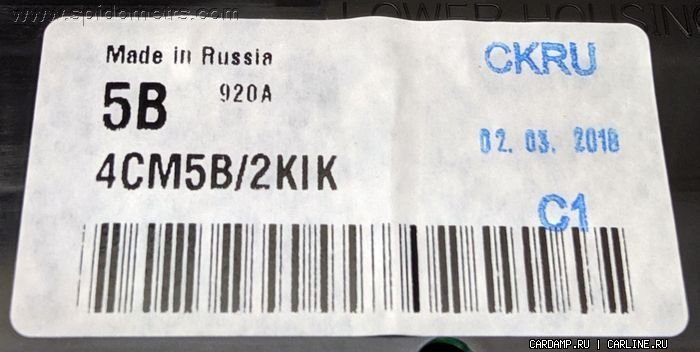 www.spidometrs.com
LOWER HOUSING
Made in Russia
CKRU
5B 920A
02. 03. 2018
4CM5B/2KIK
C1
CARDAMP.RU | CARLINE.RU